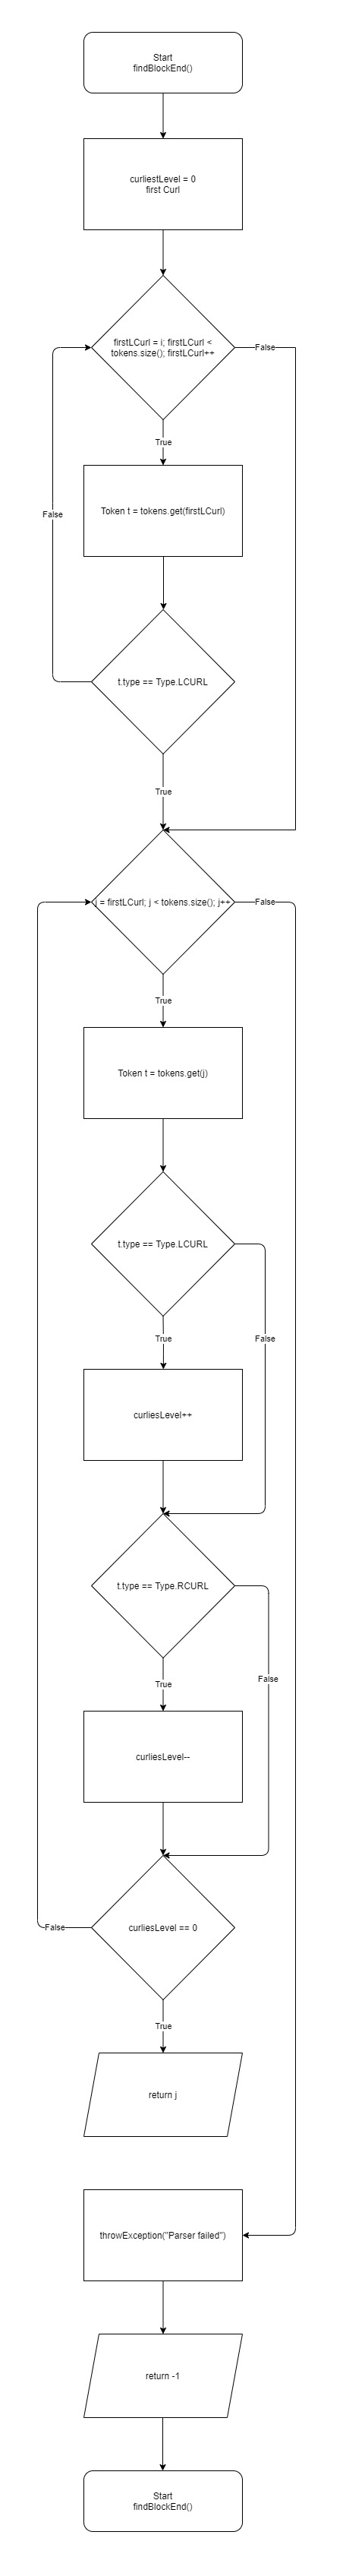 Start
findBlockEnd()
curliestLevel = 0
first Curl
firstLCurl = i; firstLCurl <
tokens.size(); firstLCurl++
False
True
Token t = tokens.get(firstLCurl)
False
t.type == Type.LCURL
True
j = firstLCurl; j < tokens.size(); j++
False
True
Token t = tokens.get(j)
t.type == Type.LCURL
True
False
curliesLevel++
t.type == Type.RCURL
False
True
curliesLevel--
curliesLevel == 0
False
True
return j
throwException("Parser failed")
return -1
Start
findBlockEnd()